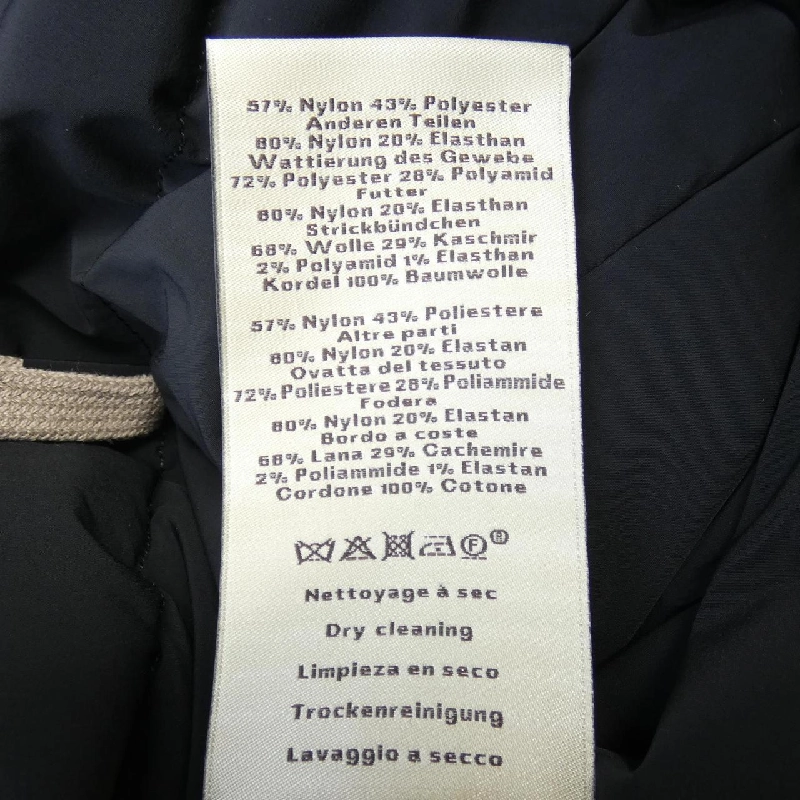 57% Nylon 43% Polyester
Anderen Teilen
80% Nylon 20% Elasthan
Wattierung des Gewebe
72% Polyester 28% Polyamid
Futter
80% Nylon 20% Elasthan
Strickbündchen
68% Wolle 29% Kaschmir
2% Polyamid 1% Elasthan
Kordel 100% Baumwolle
57% Nylon 43% Poliestere
Altre parti
80% Nylon 20% Elastan
Ovatta del tessuto
72% Poliestere 28% Poliammide
Fodera
80% Nylon 20% Elastan
Bordo a coste
68% Lana 29% Cachemire
2% Poliammide 1% Elastan
Cordone 100% Cotone
F ®
Nettoyage à sec
Dry cleaning
Limpieza en seco
Trockenreinigung
Lavaggio a secco